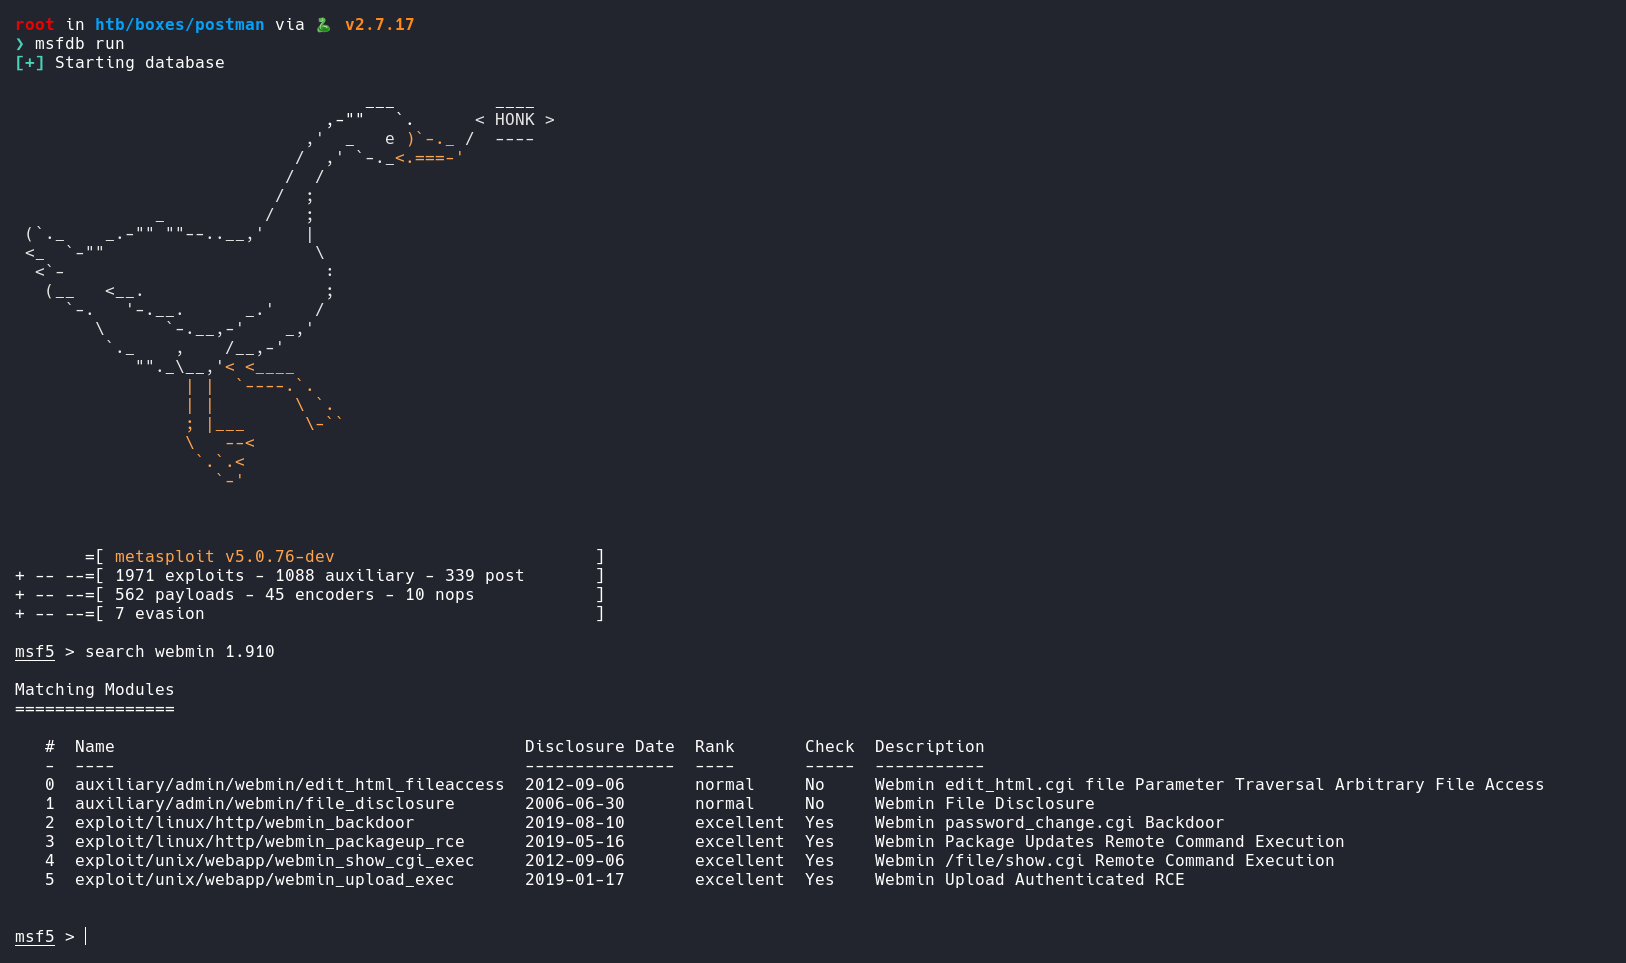 root in htb/boxes/postman via 🐍 v2.7.17
❯ msfdb run
[+] Starting database

                                   ___          ____
                               ,-""   `.      < HONK >
                             ,'  _   e )`-._ /  ----
                            /  ,' `-._<.===-'
                           /  /
                          /  ;
              _          /   ;
 (`._    _.-"" ""--..__,'    |
 <_  `-""                     \
  <`-                          :
   (__   <__.                  ;
     `-.   '-.__.      _.'    /
        \      `-.__,-'    _,'
         `._    ,    /__,-'
            ""._\__,'< <____
                 | |  `----.`.
                 | |        \ `.
                 ; |___      \-``
                 \   --<
                  `.`.<
                    `-'

       =[ metasploit v5.0.76-dev                          ]
+ -- --=[ 1971 exploits - 1088 auxiliary - 339 post       ]
+ -- --=[ 562 payloads - 45 encoders - 10 nops            ]
+ -- --=[ 7 evasion                                       ]

msf5 > search webmin 1.910

Matching Modules
================

   #  Name                                         Disclosure Date  Rank       Check  Description
   -  ----                                         ---------------  ----       -----  -----------
   0  auxiliary/admin/webmin/edit_html_fileaccess  2012-09-06       normal     No     Webmin edit_html.cgi file Parameter Traversal Arbitrary File Access
   1  auxiliary/admin/webmin/file_disclosure       2006-06-30       normal     No     Webmin File Disclosure
   2  exploit/linux/http/webmin_backdoor           2019-08-10       excellent  Yes    Webmin password_change.cgi Backdoor
   3  exploit/linux/http/webmin_packageup_rce      2019-05-16       excellent  Yes    Webmin Package Updates Remote Command Execution
   4  exploit/unix/webapp/webmin_show_cgi_exec     2012-09-06       excellent  Yes    Webmin /file/show.cgi Remote Command Execution
   5  exploit/unix/webapp/webmin_upload_exec       2019-01-17       excellent  Yes    Webmin Upload Authenticated RCE

msf5 >